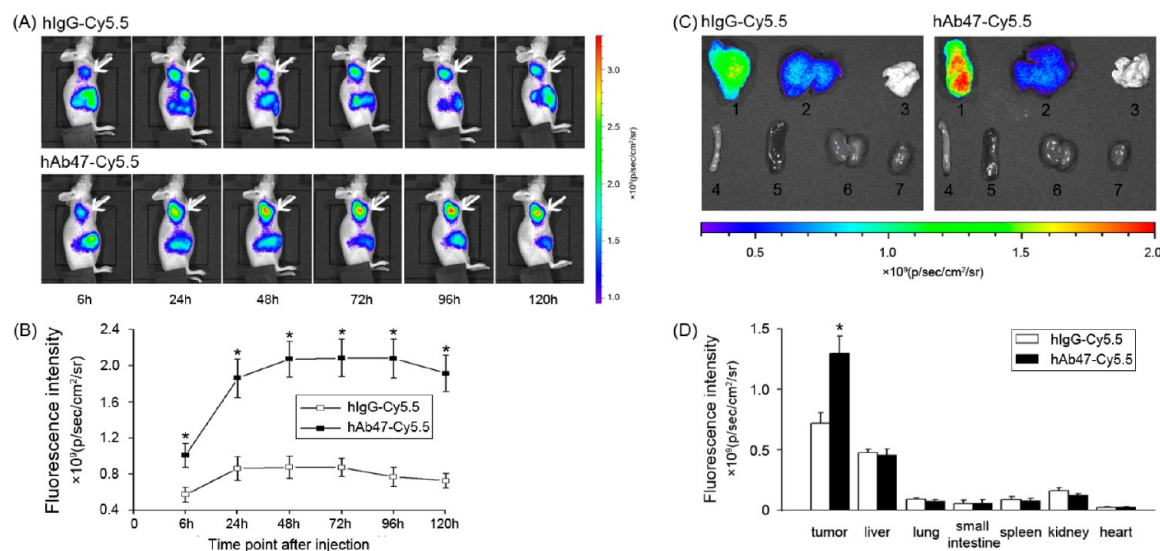 (A) hIgG-Cy5.5
3.0
2.5
2.0
1.5
1.0
×10⁹(p/sec/cm²/sr)
hAb47-Cy5.5
6h 24h 48h 72h 96h 120h
(B)
Fluorescence intensity
×10⁹(p/sec/cm²/sr)
2.4
2.0
1.6
1.2
0.8
0.4
* * * * * *
hIgG-Cy5.5
hAb47-Cy5.5
0 6h 24h 48h 72h 96h 120h
Time point after injection
(C) hIgG-Cy5.5 hAb47-Cy5.5
1 2 3 1 2 3
4 5 6 7 4 5 6 7
0.5 1.0 1.5 2.0
×10⁹(p/sec/cm²/sr)
(D)
Fluorescence intensity
×10⁹(p/sec/cm²/sr)
1.5
1.0
0.5
0
*
hIgG-Cy5.5
hAb47-Cy5.5
tumor liver lung small intestine spleen kidney heart